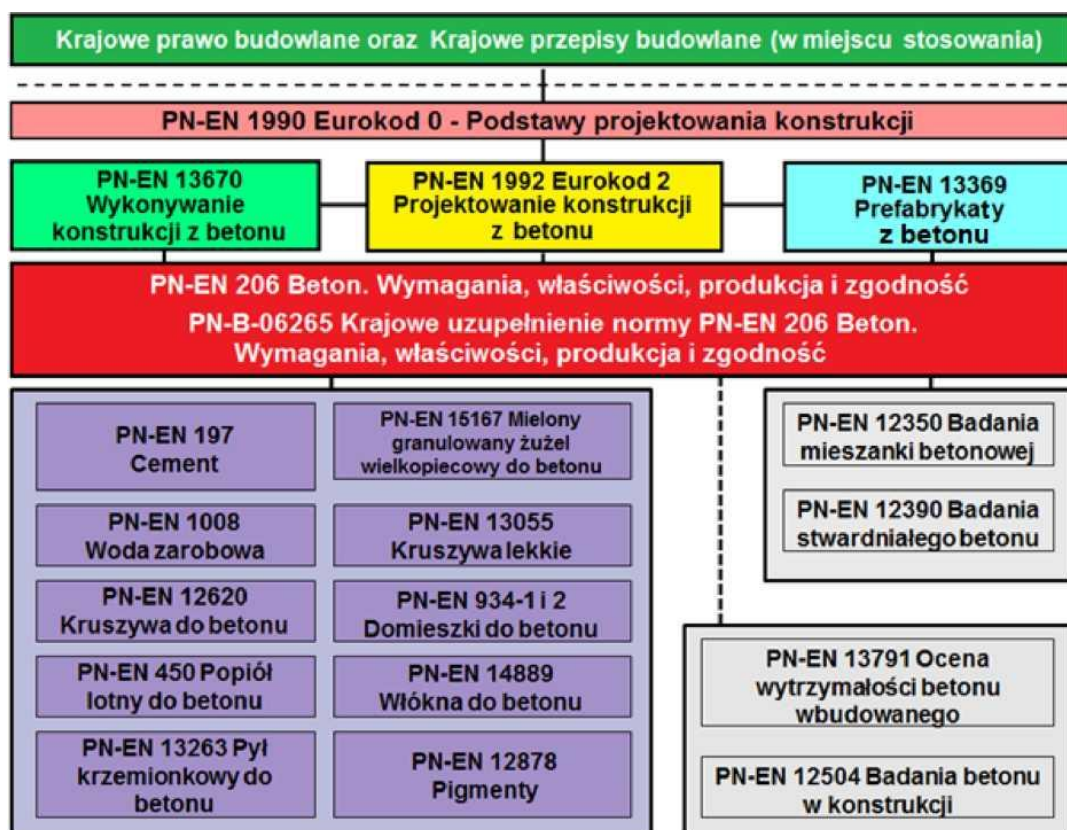 Krajowe prawo budowlane oraz Krajowe przepisy budowlane (w miejscu stosowania)
PN-EN 1990 Eurokod 0 - Podstawy projektowania konstrukcji
PN-EN 13670
Wykonywanie
konstrukcji z betonu
PN-EN 1992 Eurokod 2
Projektowanie konstrukcji
z betonu
PN-EN 13369
Prefabrykaty
z betonu
PN-EN 206 Beton. Wymagania, właściwości, produkcja i zgodność
PN-B-06265 Krajowe uzupełnienie normy PN-EN 206 Beton.
Wymagania, właściwości, produkcja i zgodność
PN-EN 197
Cement
PN-EN 15167 Mielony
granulowany żużel
wielkopiecowy do betonu
PN-EN 1008
Woda zarobowa
PN-EN 13055
Kruszywa lekkie
PN-EN 12620
Kruszywa do betonu
PN-EN 934-1 i 2
Domieszki do betonu
PN-EN 450 Popiół
lotny do betonu
PN-EN 14889
Włókna do betonu
PN-EN 13263 Pył
krzemionkowy do
betonu
PN-EN 12878
Pigmenty
PN-EN 12350 Badania
mieszanki betonowej
PN-EN 12390 Badania
stwardniałego betonu
PN-EN 13791 Ocena
wytrzymałości betonu
wbudowanego
PN-EN 12504 Badania betonu
w konstrukcji